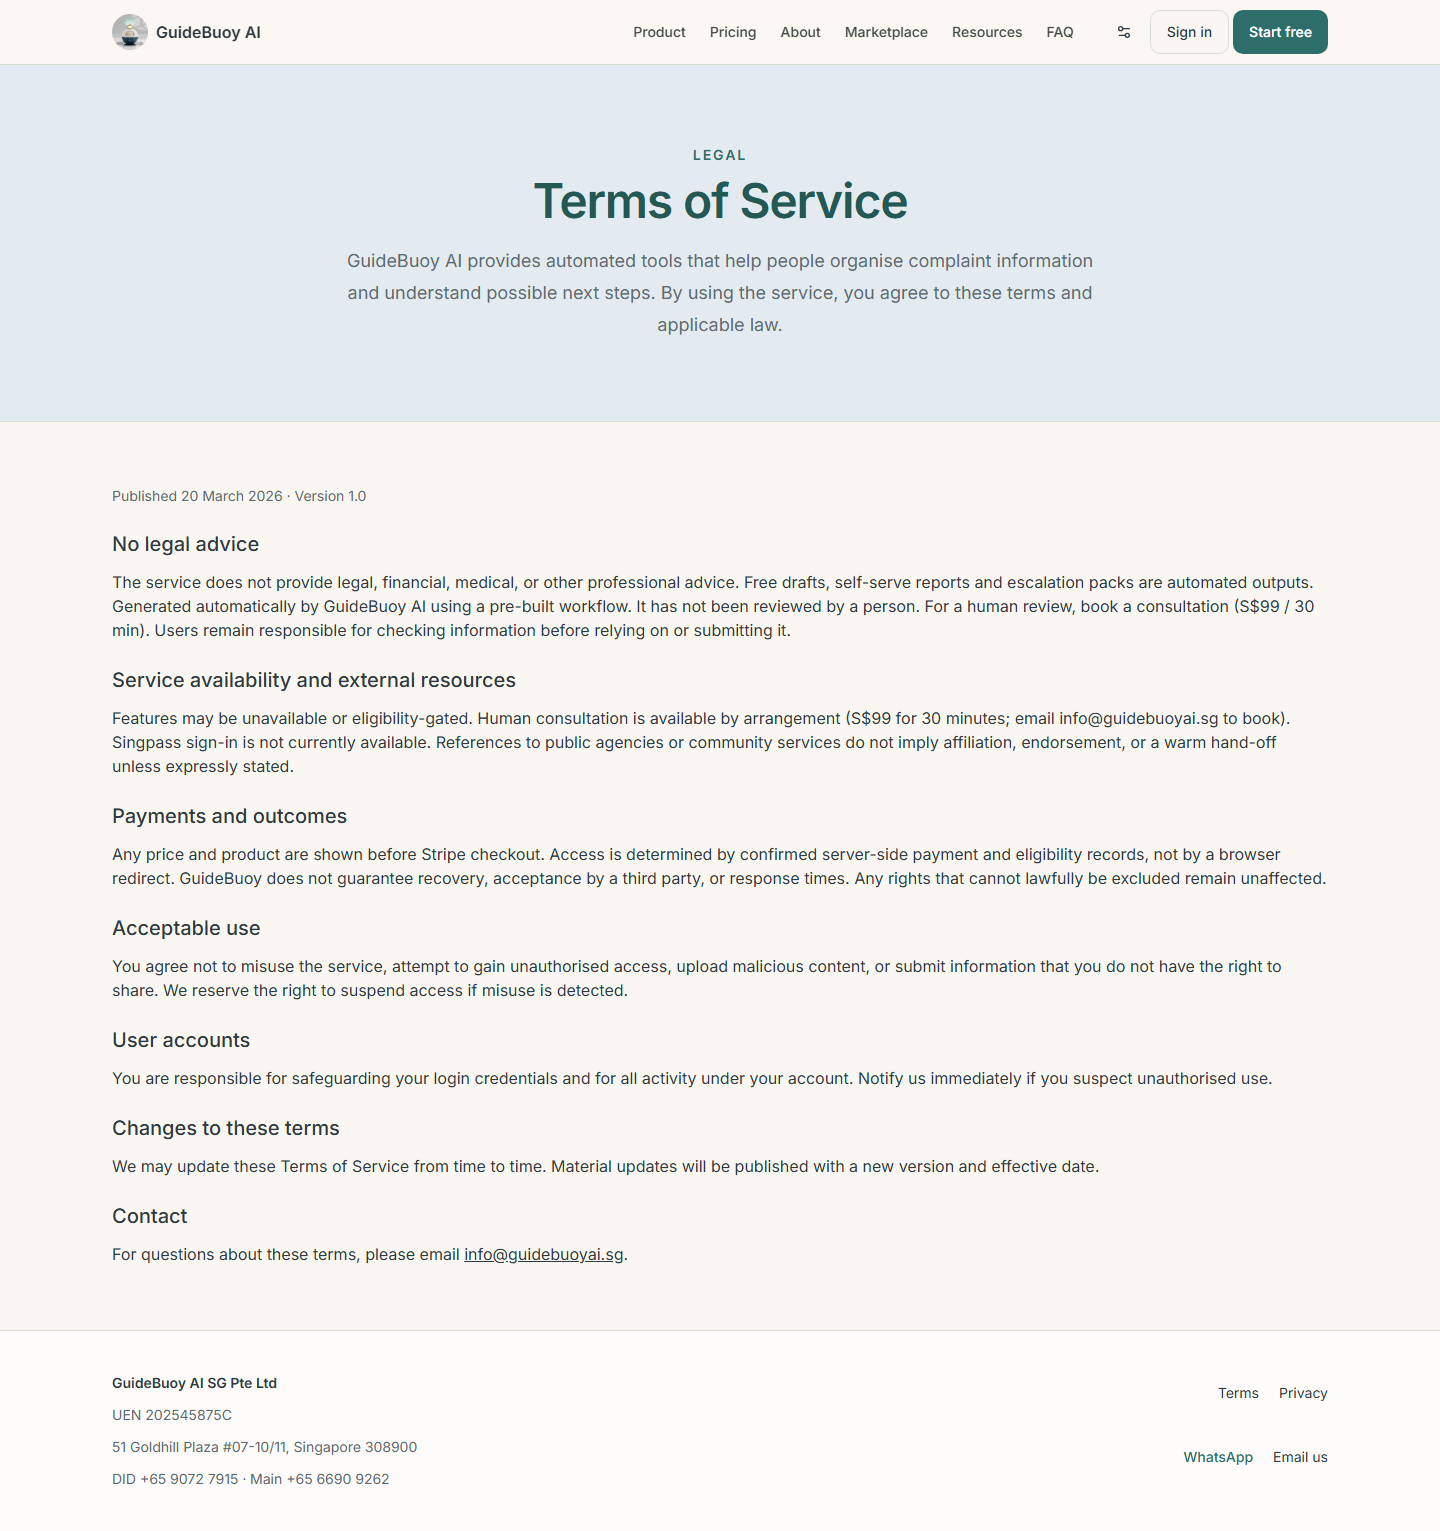 GuideBuoy AI
Product
Pricing
About
Marketplace
Resources
FAQ
Sign in
Start free
LEGAL
Terms of Service
GuideBuoy AI provides automated tools that help people organise complaint information
and understand possible next steps. By using the service, you agree to these terms and
applicable law.
Published 20 March 2026 · Version 1.0
No legal advice
The service does not provide legal, financial, medical, or other professional advice. Free drafts, self-serve reports and escalation packs are automated outputs.
Generated automatically by GuideBuoy AI using a pre-built workflow. It has not been reviewed by a person. For a human review, book a consultation (S$99 / 30
min). Users remain responsible for checking information before relying on or submitting it.
Service availability and external resources
Features may be unavailable or eligibility-gated. Human consultation is available by arrangement (S$99 for 30 minutes; email info@guidebuoyai.sg to book).
Singpass sign-in is not currently available. References to public agencies or community services do not imply affiliation, endorsement, or a warm hand-off
unless expressly stated.
Payments and outcomes
Any price and product are shown before Stripe checkout. Access is determined by confirmed server-side payment and eligibility records, not by a browser
redirect. GuideBuoy does not guarantee recovery, acceptance by a third party, or response times. Any rights that cannot lawfully be excluded remain unaffected.
Acceptable use
You agree not to misuse the service, attempt to gain unauthorised access, upload malicious content, or submit information that you do not have the right to
share. We reserve the right to suspend access if misuse is detected.
User accounts
You are responsible for safeguarding your login credentials and for all activity under your account. Notify us immediately if you suspect unauthorised use.
Changes to these terms
We may update these Terms of Service from time to time. Material updates will be published with a new version and effective date.
Contact
For questions about these terms, please email info@guidebuoyai.sg.
GuideBuoy AI SG Pte Ltd
UEN 202545875C
51 Goldhill Plaza #07-10/11, Singapore 308900
DID +65 9072 7915 · Main +65 6690 9262
Terms
Privacy
WhatsApp
Email us